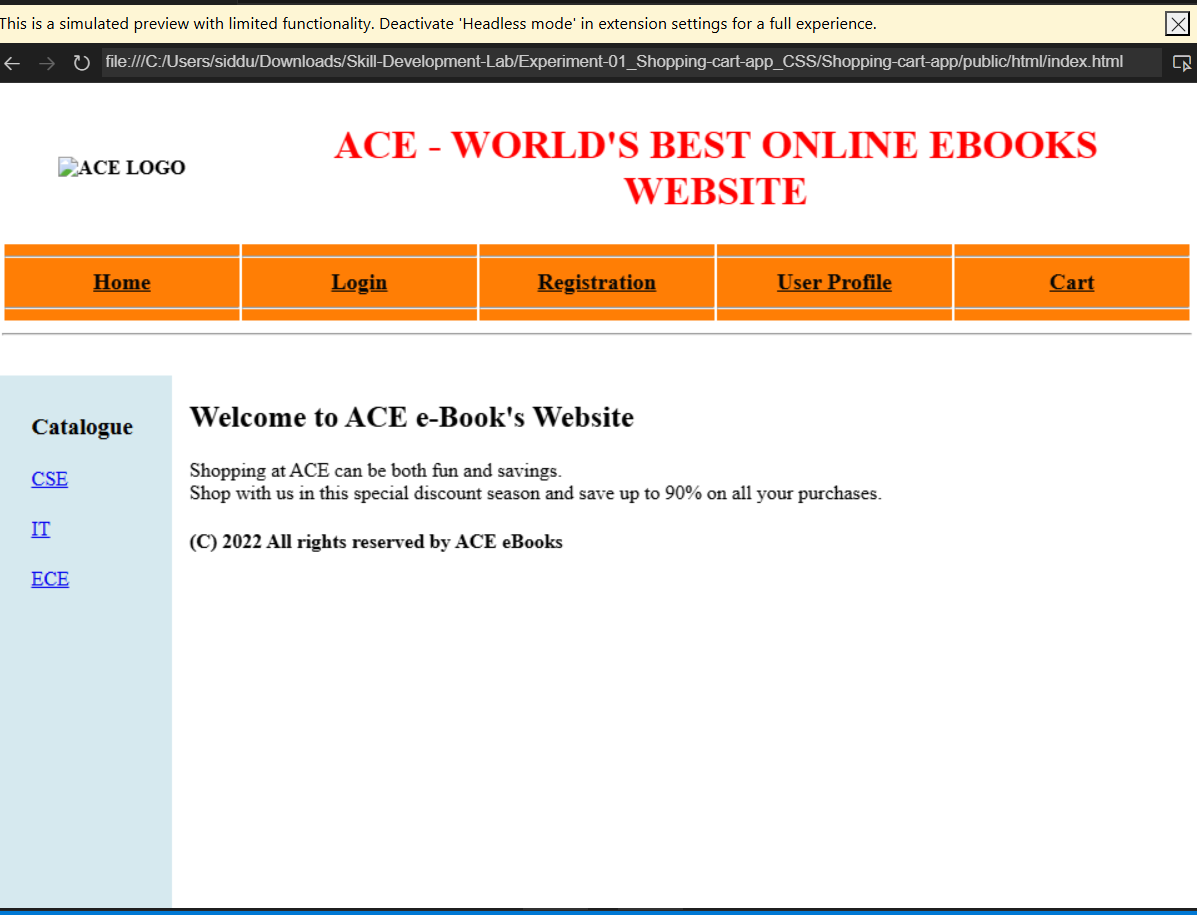 This is a simulated preview with limited functionality. Deactivate 'Headless mode' in extension settings for a full experience.
file:///C:/Users/siddu/Downloads/Skill-Development-Lab/Experiment-01_Shopping-cart-app_CSS/Shopping-cart-app/public/html/index.html
ACE LOGO
ACE - WORLD'S BEST ONLINE EBOOKS
WEBSITE
Home Login Registration User Profile Cart
Catalogue
CSE
IT
ECE
Welcome to ACE e-Book's Website
Shopping at ACE can be both fun and savings.
Shop with us in this special discount season and save up to 90% on all your purchases.
(C) 2022 All rights reserved by ACE eBooks